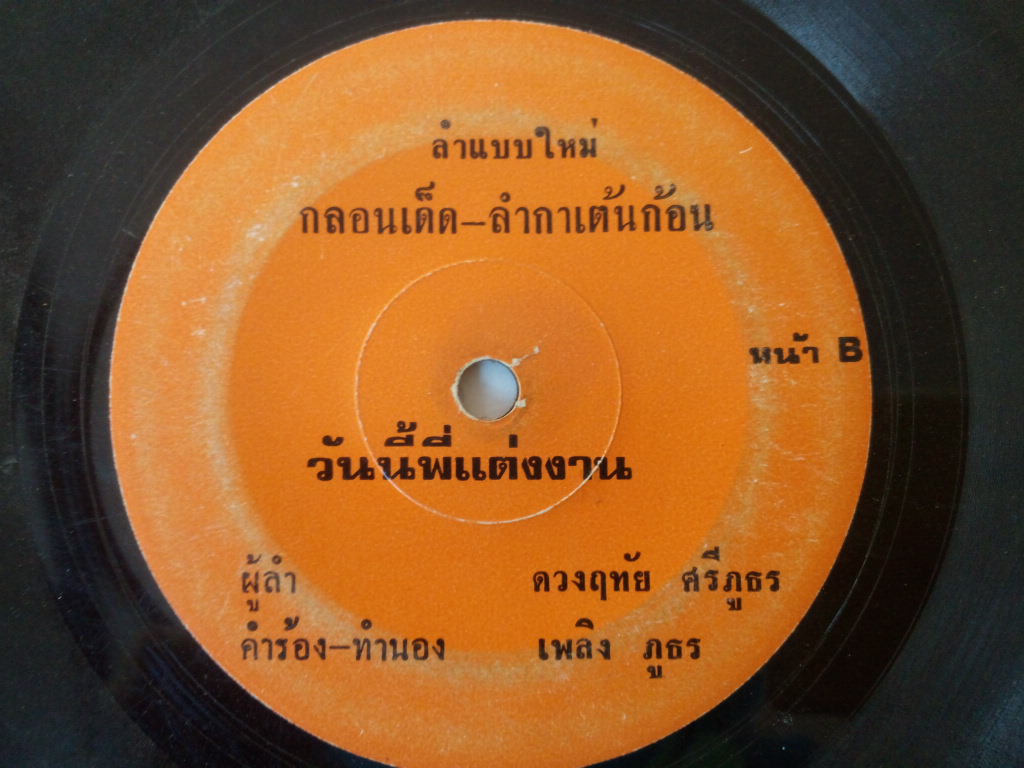 ลำแบบใหม่
กลอนเด็ด–ลำกาเต้นก้อน
หน้า B
วันนี้พี่แต่งงาน
ผู้ลำ ดวงฤทัย ศรีภูธร
คำร้อง–ทำนอง เพลิง ภูธร